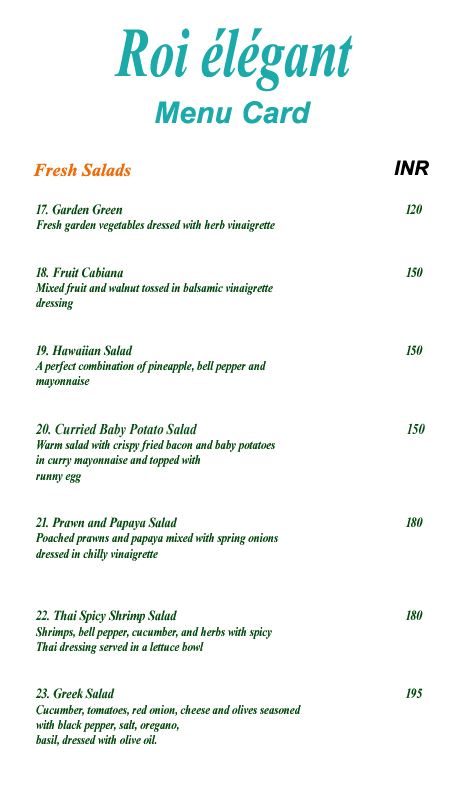 Roi élégant
Menu Card
Fresh Salads INR
17. Garden Green 120
Fresh garden vegetables dressed with herb vinaigrette
18. Fruit Cabiana 150
Mixed fruit and walnut tossed in balsamic vinaigrette
dressing
19. Hawaiian Salad 150
A perfect combination of pineapple, bell pepper and
mayonnaise
20. Curried Baby Potato Salad 150
Warm salad with crispy fried bacon and baby potatoes
in curry mayonnaise and topped with
runny egg
21. Prawn and Papaya Salad 180
Poached prawns and papaya mixed with spring onions
dressed in chilly vinaigrette
22. Thai Spicy Shrimp Salad 180
Shrimps, bell pepper, cucumber, and herbs with spicy
Thai dressing served in a lettuce bowl
23. Greek Salad 195
Cucumber, tomatoes, red onion, cheese and olives seasoned
with black pepper, salt, oregano,
basil, dressed with olive oil.